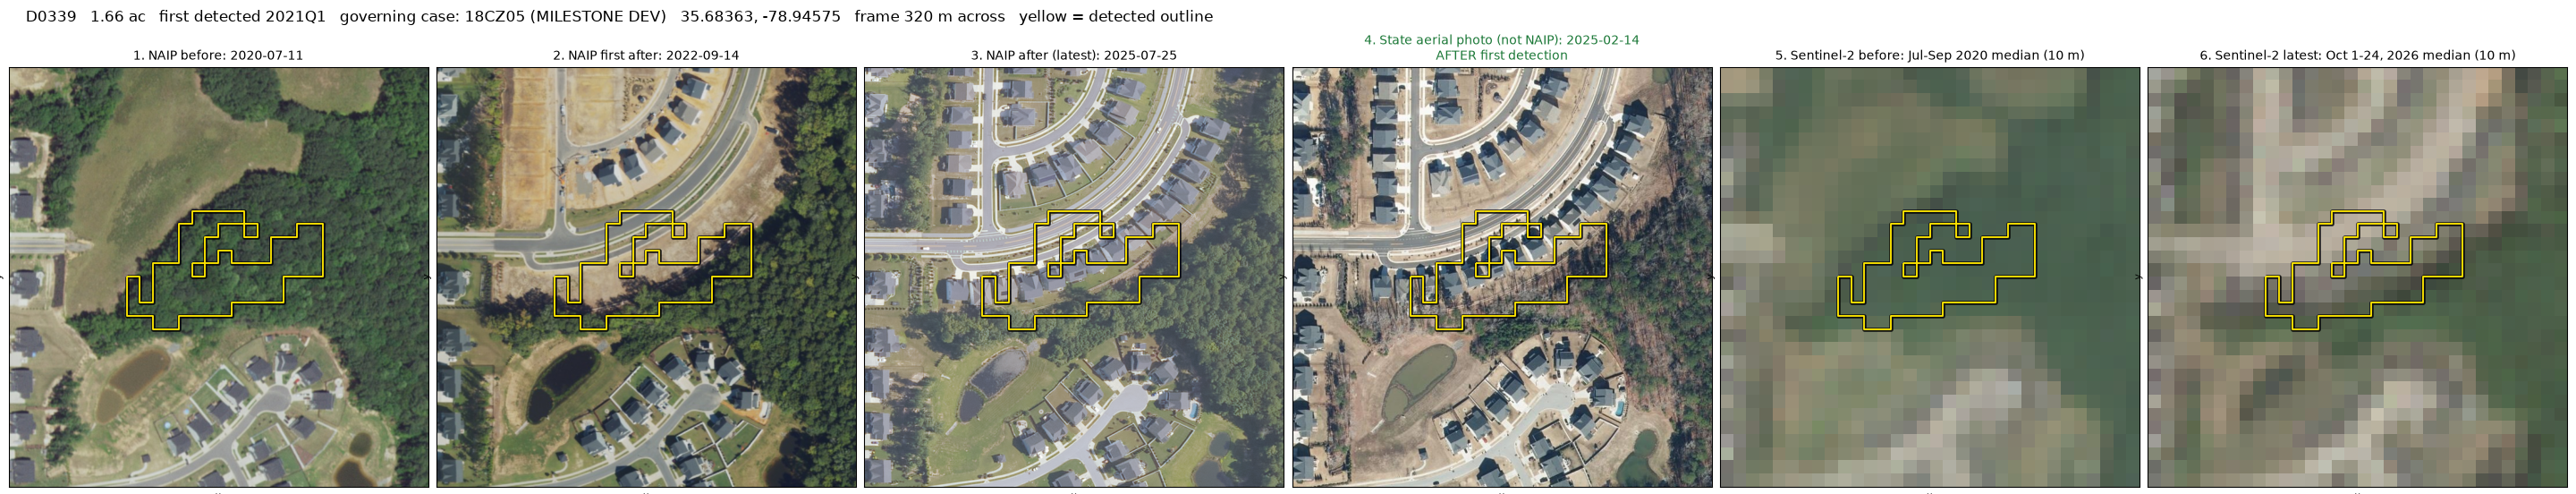 D0339 1.66 ac first detected 2021Q1 governing case: 18CZ05 (MILESTONE DEV) 35.68363, -78.94575 frame 320 m across yellow = detected outline
1. NAIP before: 2020-07-11
2. NAIP first after: 2022-09-14
3. NAIP after (latest): 2025-07-25
4. State aerial photo (not NAIP): 2025-02-14
AFTER first detection
5. Sentinel-2 before: Jul-Sep 2020 median (10 m)
6. Sentinel-2 latest: Oct 1-24, 2026 median (10 m)